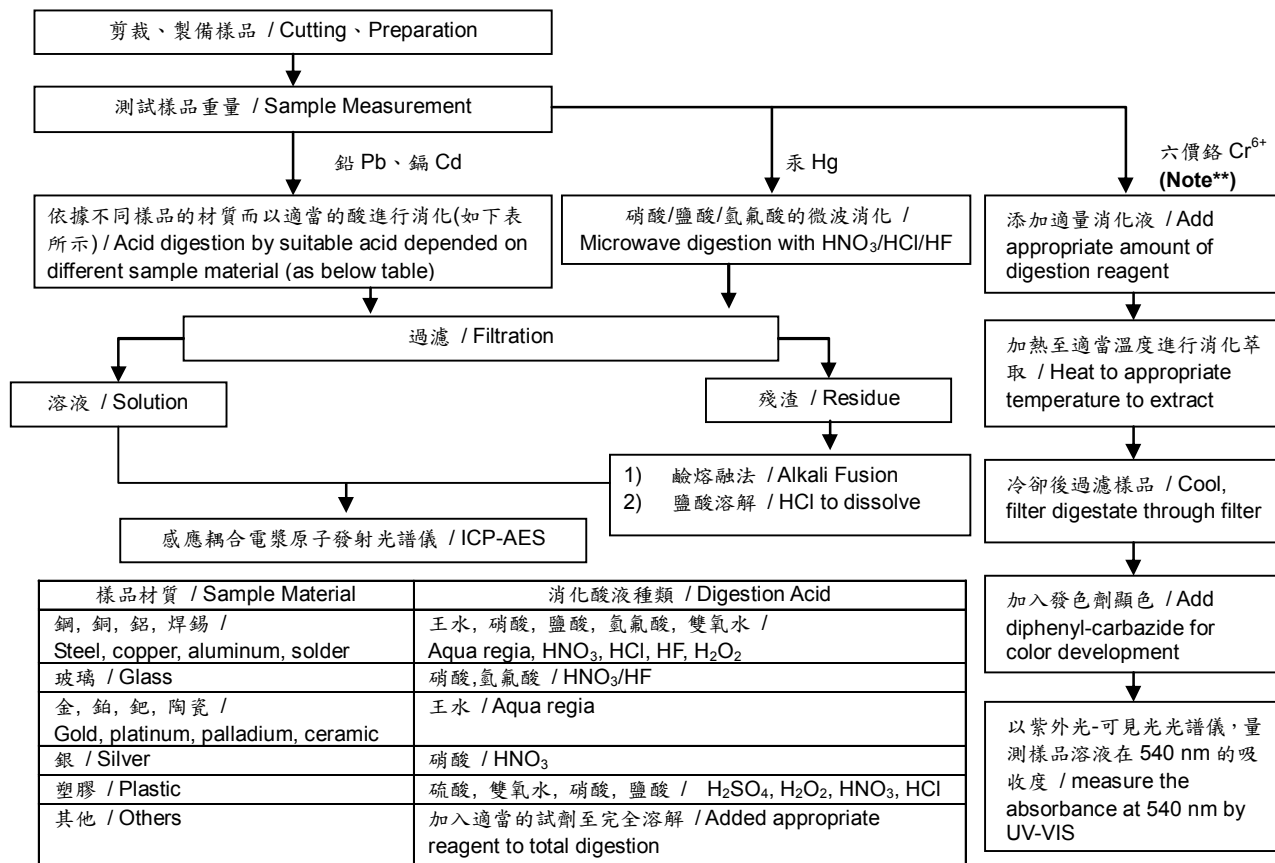 剪裁、製備樣品 / Cutting、Preparation
測試樣品重量 / Sample Measurement
鉛 Pb、鎘 Cd
汞 Hg
六價鉻 Cr⁶⁺
(Note**)
依據不同樣品的材質而以適當的酸進行消化(如下表
所示) / Acid digestion by suitable acid depended on
different sample material (as below table)
硝酸/鹽酸/氫氟酸的微波消化 /
Microwave digestion with HNO₃/HCl/HF
添加適量消化液 / Add
appropriate amount of
digestion reagent
過濾 / Filtration
加熱至適當溫度進行消化萃
取 / Heat to appropriate
temperature to extract
溶液 / Solution
殘渣 / Residue
1) 鹼熔融法 / Alkali Fusion
2) 鹽酸溶解 / HCl to dissolve
冷卻後過濾樣品 / Cool,
filter digestate through filter
感應耦合電漿原子發射光譜儀 / ICP-AES
加入發色劑顯色 / Add
diphenyl-carbazide for
color development
以紫外光-可見光光譜儀，量
測樣品溶液在 540 nm 的吸
收度 / measure the
absorbance at 540 nm by
UV-VIS
樣品材質 / Sample Material
消化酸液種類 / Digestion Acid
鋼, 銅, 鋁, 焊錫 /
Steel, copper, aluminum, solder
王水, 硝酸, 鹽酸, 氫氟酸, 雙氧水 /
Aqua regia, HNO₃, HCl, HF, H₂O₂
玻璃 / Glass
硝酸,氫氟酸 / HNO₃/HF
金, 鉑, 鈀, 陶瓷 /
Gold, platinum, palladium, ceramic
王水 / Aqua regia
銀 / Silver
硝酸 / HNO₃
塑膠 / Plastic
硫酸, 雙氧水, 硝酸, 鹽酸 / H₂SO₄, H₂O₂, HNO₃, HCl
其他 / Others
加入適當的試劑至完全溶解 / Added appropriate
reagent to total digestion